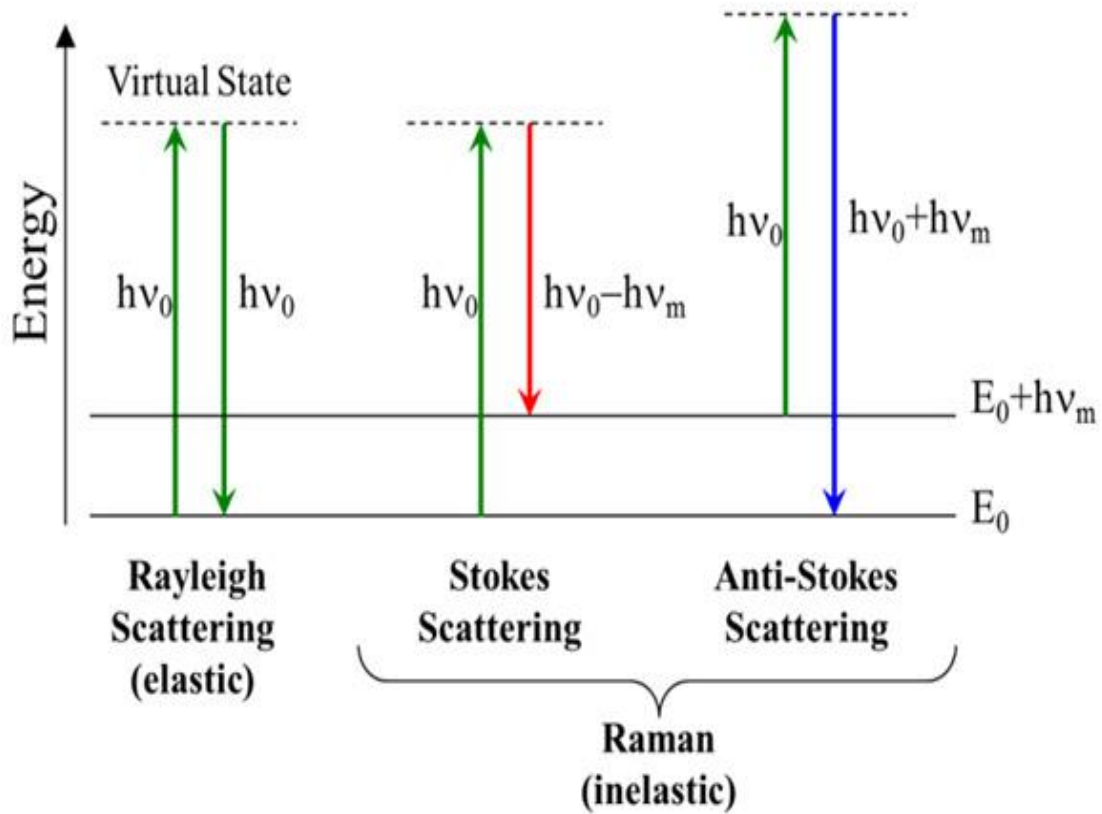 Energy
Virtual State
hν₀
hν₀
hν₀
hν₀–hνₘ
hν₀
hν₀+hνₘ
E₀+hνₘ
E₀
Rayleigh
Scattering
(elastic)
Stokes
Scattering
Anti-Stokes
Scattering
Raman
(inelastic)